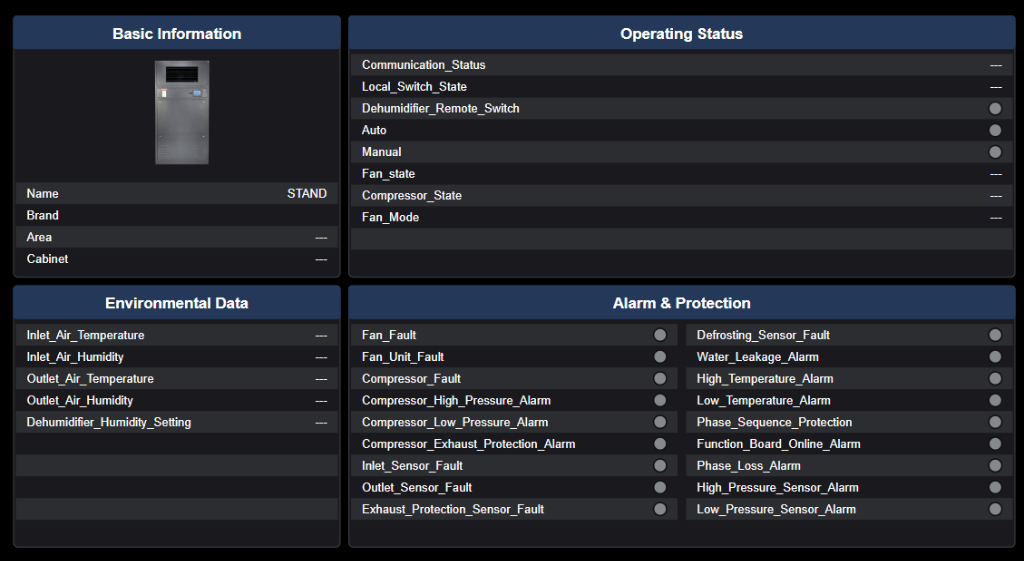 Basic Information
Name STAND
Brand
Area ---
Cabinet ---
Operating Status
Communication_Status ---
Local_Switch_State ---
Dehumidifier_Remote_Switch
Auto
Manual
Fan_state ---
Compressor_State ---
Fan_Mode ---
Environmental Data
Inlet_Air_Temperature ---
Inlet_Air_Humidity ---
Outlet_Air_Temperature ---
Outlet_Air_Humidity ---
Dehumidifier_Humidity_Setting ---
Alarm & Protection
Fan_Fault
Fan_Unit_Fault
Compressor_Fault
Compressor_High_Pressure_Alarm
Compressor_Low_Pressure_Alarm
Compressor_Exhaust_Protection_Alarm
Inlet_Sensor_Fault
Outlet_Sensor_Fault
Exhaust_Protection_Sensor_Fault
Defrosting_Sensor_Fault
Water_Leakage_Alarm
High_Temperature_Alarm
Low_Temperature_Alarm
Phase_Sequence_Protection
Function_Board_Online_Alarm
Phase_Loss_Alarm
High_Pressure_Sensor_Alarm
Low_Pressure_Sensor_Alarm